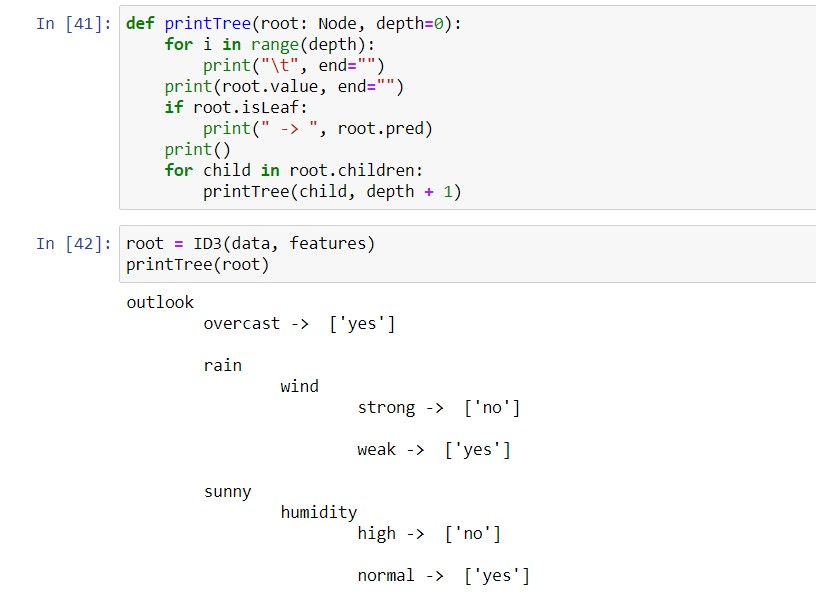 In [41]: def printTree(root: Node, depth=0):
    for i in range(depth):
        print("\t", end="")
    print(root.value, end="")
    if root.isLeaf:
        print(" -> ", root.pred)
    print()
    for child in root.children:
        printTree(child, depth + 1)
In [42]: root = ID3(data, features)
printTree(root)
outlook
        overcast ->  ['yes']
        rain
                wind
                        strong ->  ['no']
                        weak ->  ['yes']
        sunny
                humidity
                        high ->  ['no']
                        normal ->  ['yes']